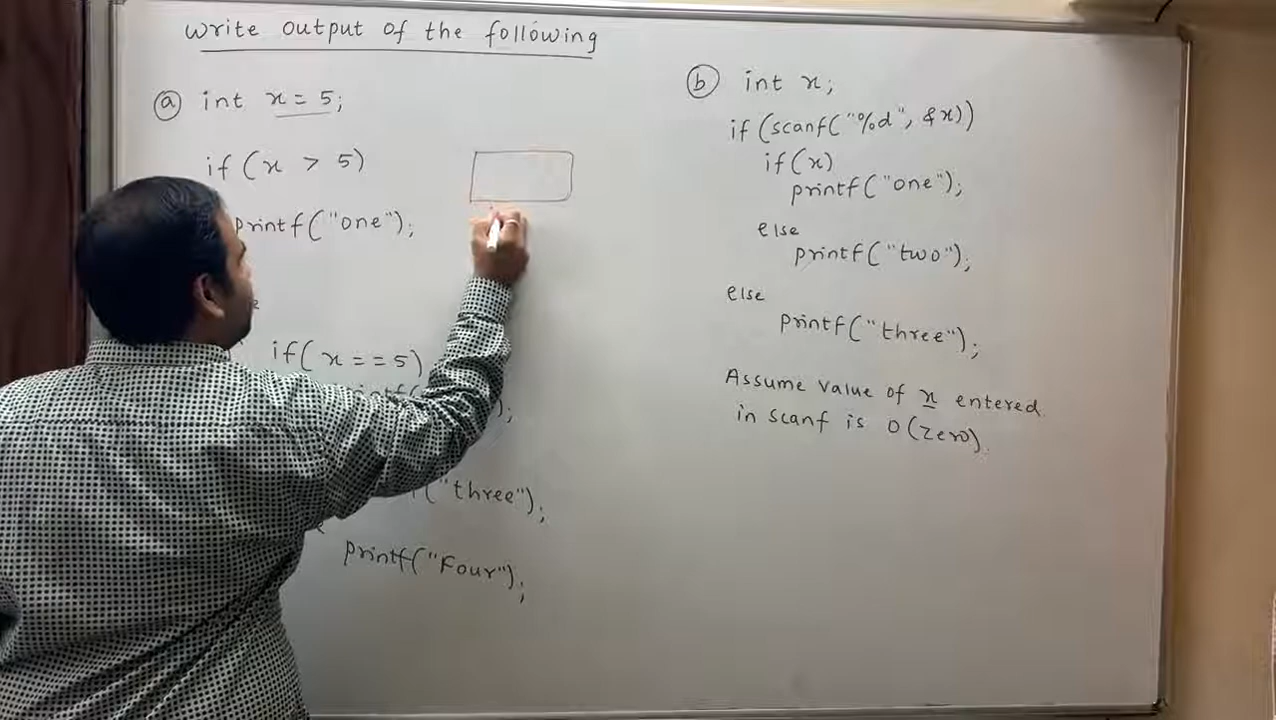 write output of the following
(a) int x = 5;
if (x > 5)
printf("one");
if(x == 5)
("three");
printf("Four");
(b) int x;
if (scanf("%d", &x))
if(x)
printf("one");
else
printf("two");
else
printf("three");
Assume value of x entered
in scanf is 0 (zero).